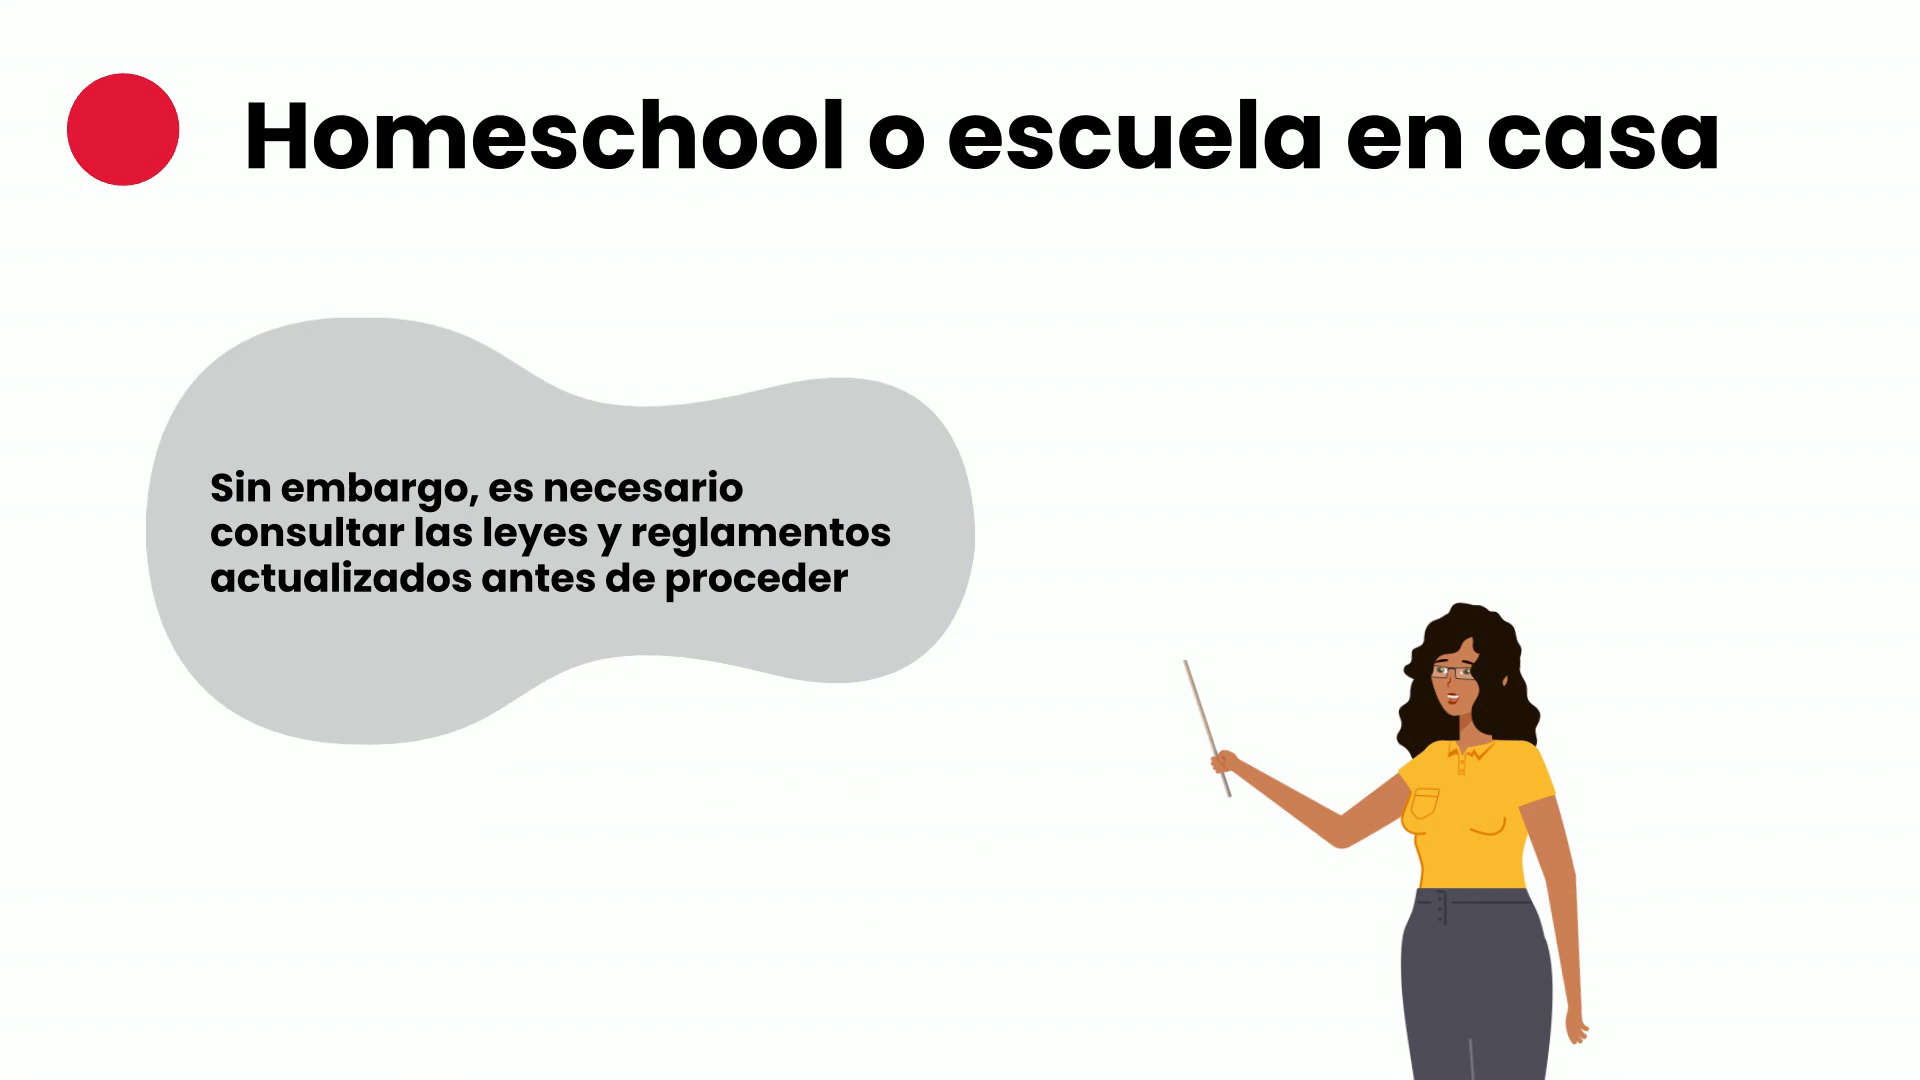 Homeschool o escuela en casa
Sin embargo, es necesario
consultar las leyes y reglamentos
actualizados antes de proceder